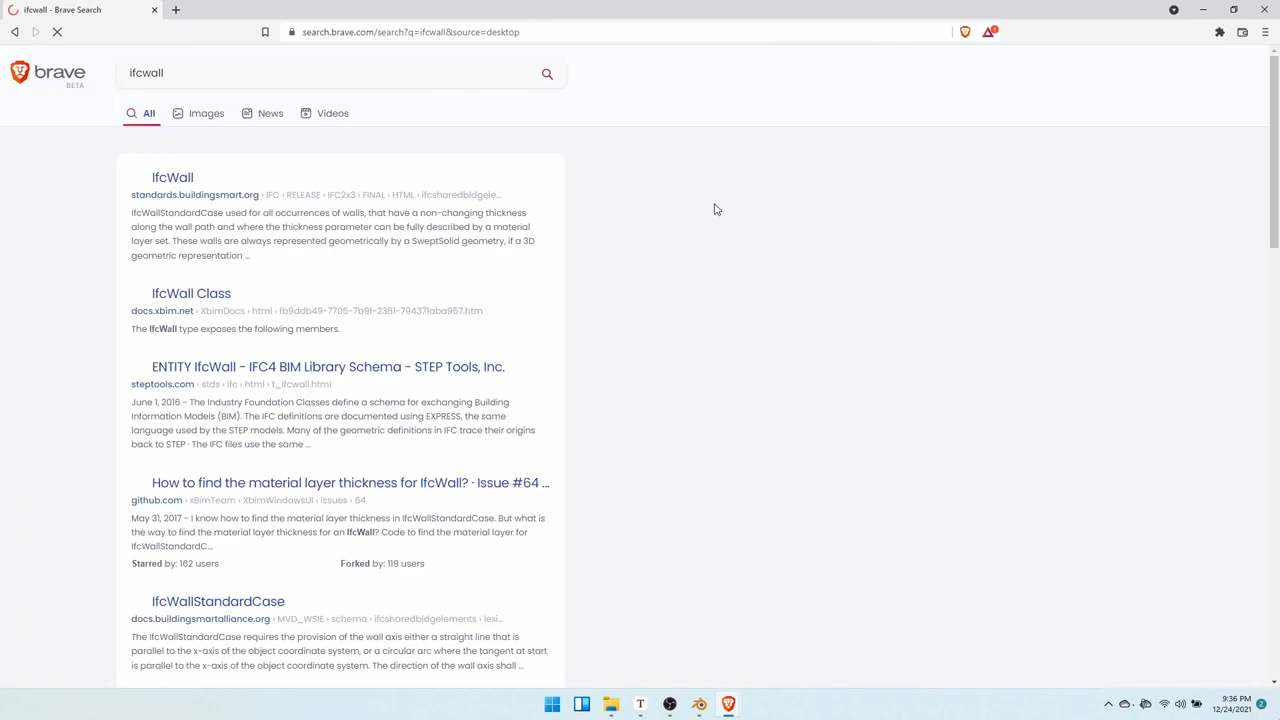 ifcwall - Brave Search
search.brave.com/search?q=ifcwall&source=desktop
1
brave
BETA
ifcwall
All
Images
News
Videos
IfcWall
standards.buildingsmart.org › IFC › RELEASE › IFC2x3 › FINAL › HTML › ifcsharedbldgele...
IfcWallStandardCase used for all occurrences of walls, that have a non-changing thickness
along the wall path and where the thickness parameter can be fully described by a material
layer set. These walls are always represented geometrically by a SweptSolid geometry, if a 3D
geometric representation ...
IfcWall Class
docs.xbim.net › XbimDocs › html › fb9ddb49-7705-7b9f-2381-794371aba957.htm
The IfcWall type exposes the following members.
ENTITY IfcWall - IFC4 BIM Library Schema - STEP Tools, Inc.
steptools.com › stds › ifc › html › t_ifcwall.html
June 1, 2016 - The Industry Foundation Classes define a schema for exchanging Building
Information Models (BIM). The IFC definitions are documented using EXPRESS, the same
language used by the STEP models. Many of the geometric definitions in IFC trace their origins
back to STEP · The IFC files use the same ...
How to find the material layer thickness for IfcWall? · Issue #64 ...
github.com › xBimTeam › XbimWindowsUI › issues › 64
May 31, 2017 - I know how to find the material layer thickness in IfcWallStandardCase. But what is
the way to find the material layer thickness for an IfcWall? Code to find the material layer for
IfcWallStandardC...
Starred by: 162 users Forked by: 119 users
IfcWallStandardCase
docs.buildingsmartalliance.org › MVD_WSIE › schema › ifcsharedbldgelements › lexi...
The IfcWallStandardCase requires the provision of the wall axis either a straight line that is
parallel to the x-axis of the object coordinate system, or a circular arc where the tangent at start
is parallel to the x-axis of the object coordinate system. The direction of the wall axis shall ...
T
9:36 PM
12/24/2021
2